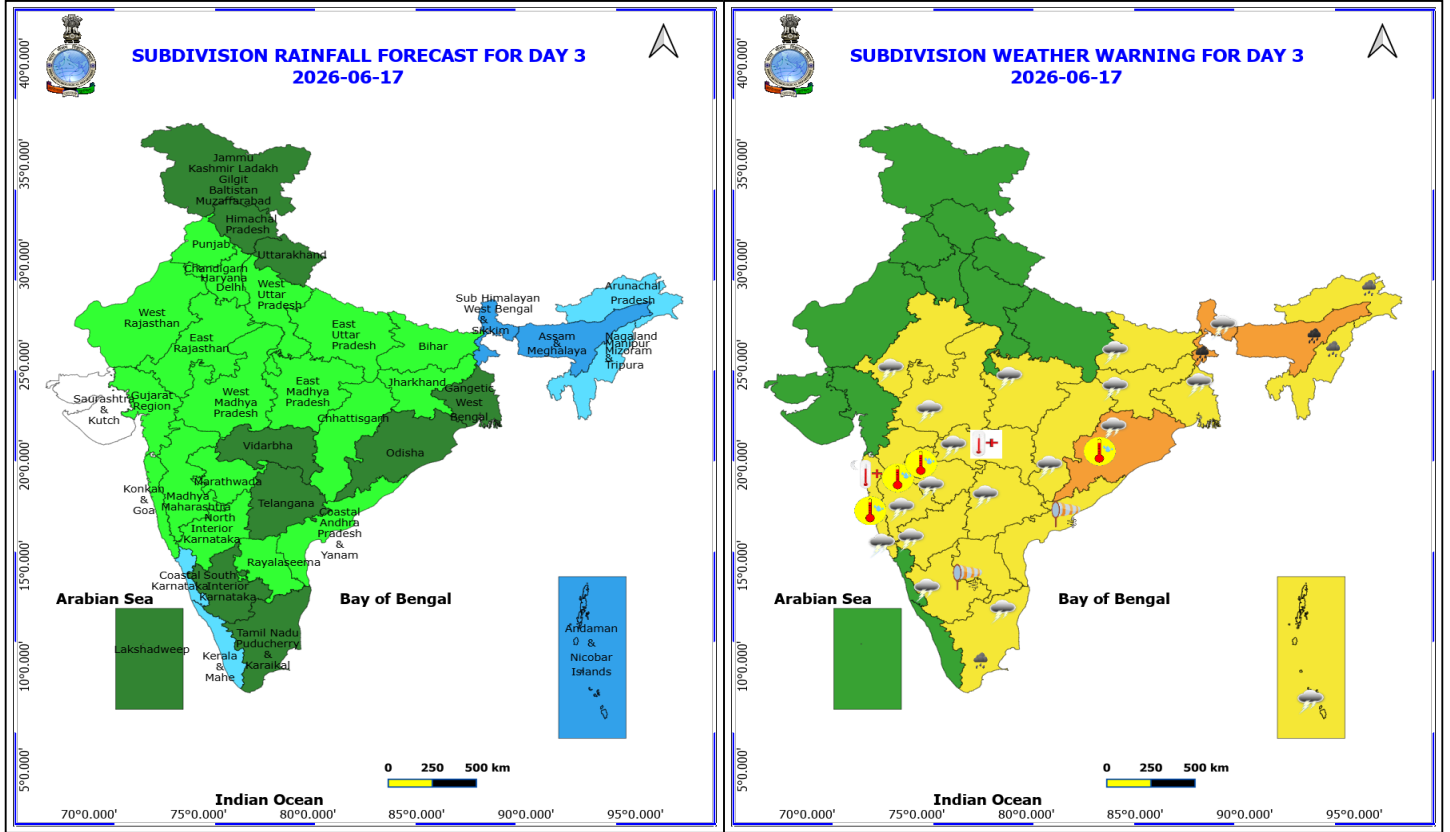 SUBDIVISION RAINFALL FORECAST FOR DAY 3
2026-06-17
40°0.000'
35°0.000'
30°0.000'
25°0.000'
20°0.000'
15°0.000'
10°0.000'
5°0.000'
Jammu
Kashmir Ladakh
Gilgit
Baltistan
Muzaffarabad
Himachal
Pradesh
Punjab
Uttarakhand
Chandigarh
Haryana
Delhi
West
Uttar
Pradesh
West
Rajasthan
East
Rajasthan
East
Uttar
Pradesh
Bihar
Sub Himalayan
West Bengal
&
Sikkim
Arunachal
Pradesh
Assam
&
Meghalaya
Nagaland
Manipur
Mizoram
&
Tripura
Saurashtra
&
Kutch
Gujarat
Region
West
Madhya
Pradesh
East
Madhya
Pradesh
Jharkhand
Gangetic
West
Bengal
Chhattisgarh
Vidarbha
Odisha
Konkan
&
Goa
Marathwada
Madhya
Maharashtra
Telangana
North
Interior
Karnataka
Coastal
Andhra
Pradesh
&
Yanam
Rayalaseema
Coastal
Karnataka
South
Interior
Karnataka
Arabian Sea
Bay of Bengal
Lakshadweep
Kerala
&
Mahe
Tamil Nadu
Puducherry
&
Karaikal
Andaman
&
Nicobar
Islands
0 250 500 km
Indian Ocean
70°0.000' 75°0.000' 80°0.000' 85°0.000' 90°0.000' 95°0.000'
SUBDIVISION WEATHER WARNING FOR DAY 3
2026-06-17
40°0.000'
35°0.000'
30°0.000'
25°0.000'
20°0.000'
15°0.000'
10°0.000'
5°0.000'
Arabian Sea
Bay of Bengal
0 250 500 km
Indian Ocean
70°0.000' 75°0.000' 80°0.000' 85°0.000' 90°0.000' 95°0.000'